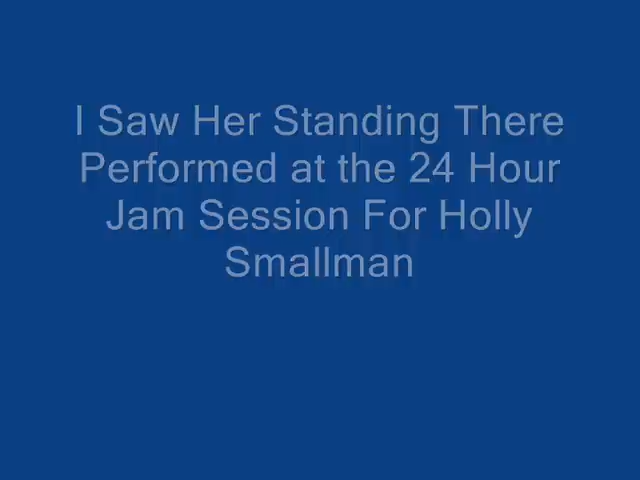 I Saw Her Standing There
Performed at the 24 Hour
Jam Session For Holly
Smallman